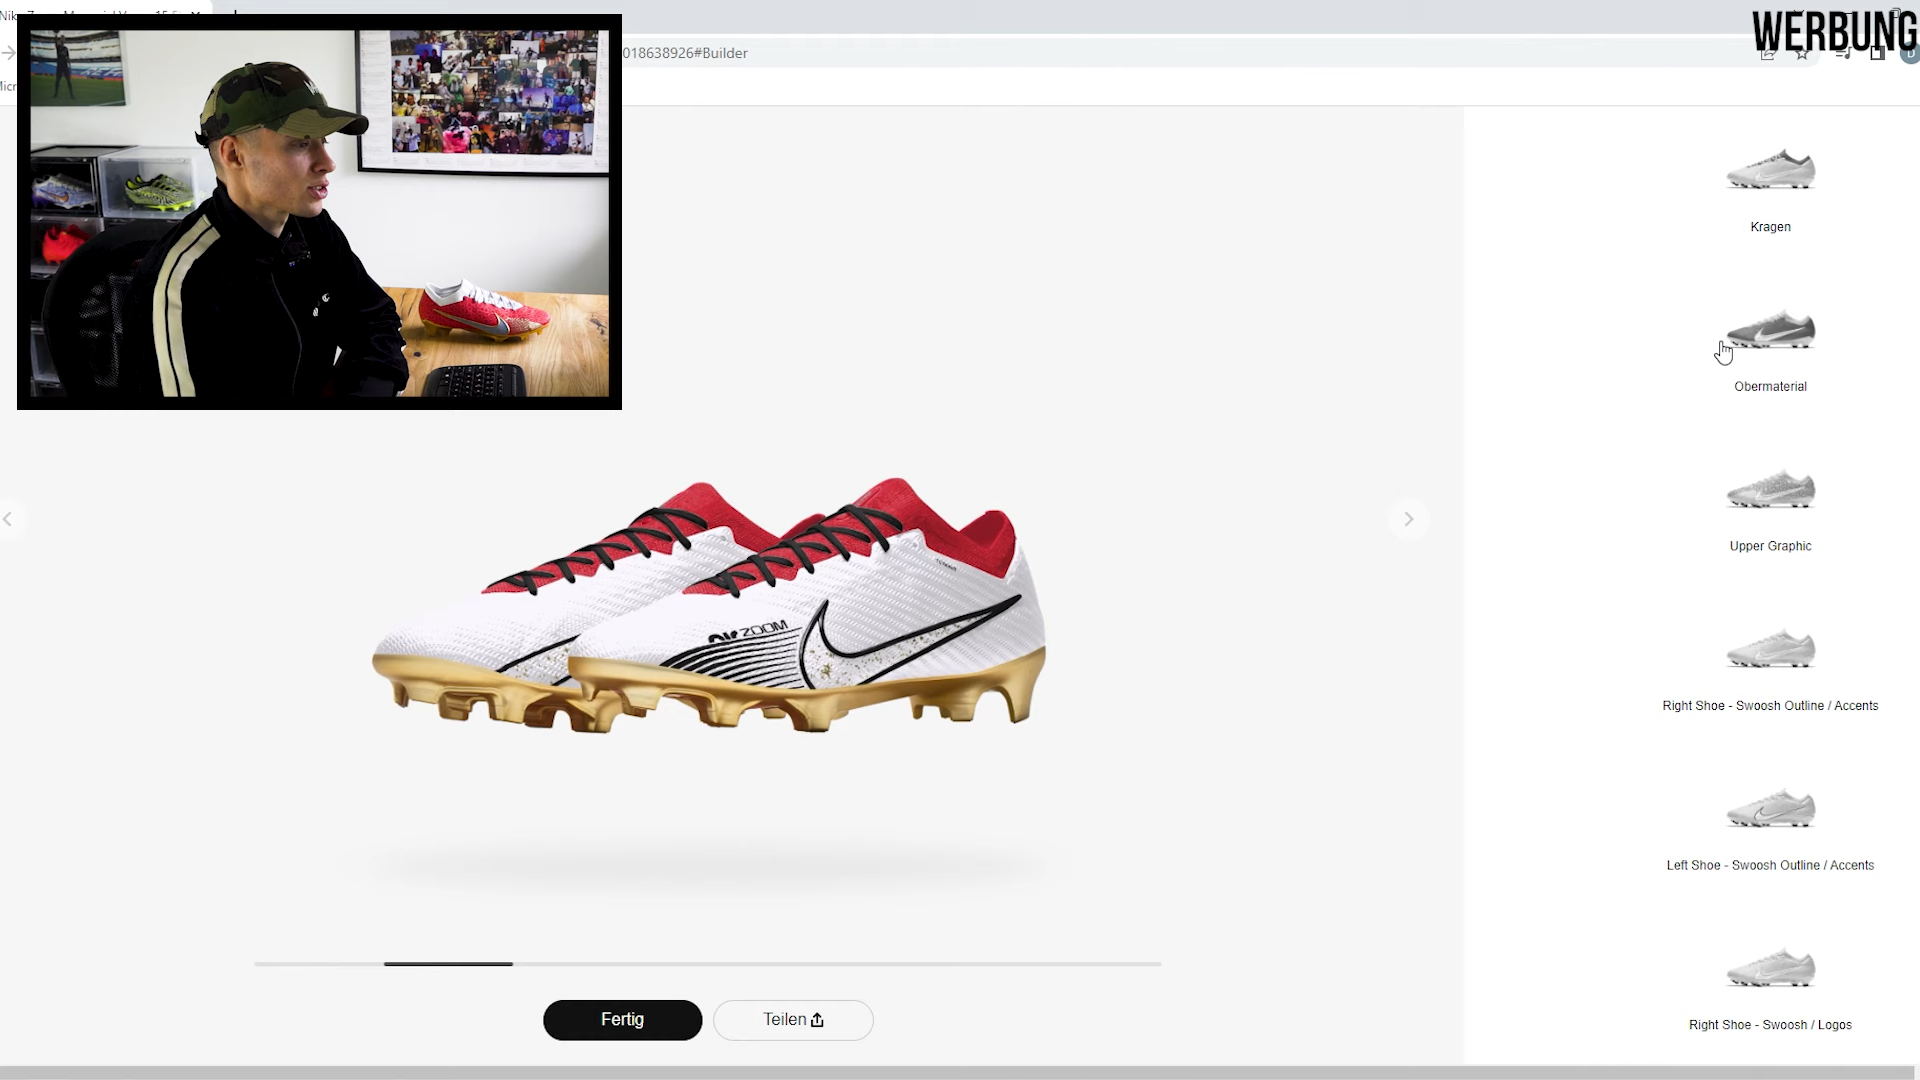 WERBUNG
018638926#Builder
Kragen
Obermaterial
Upper Graphic
ZOOM
Right Shoe - Swoosh Outline / Accents
Left Shoe - Swoosh Outline / Accents
Right Shoe - Swoosh / Logos
Fertig
Teilen